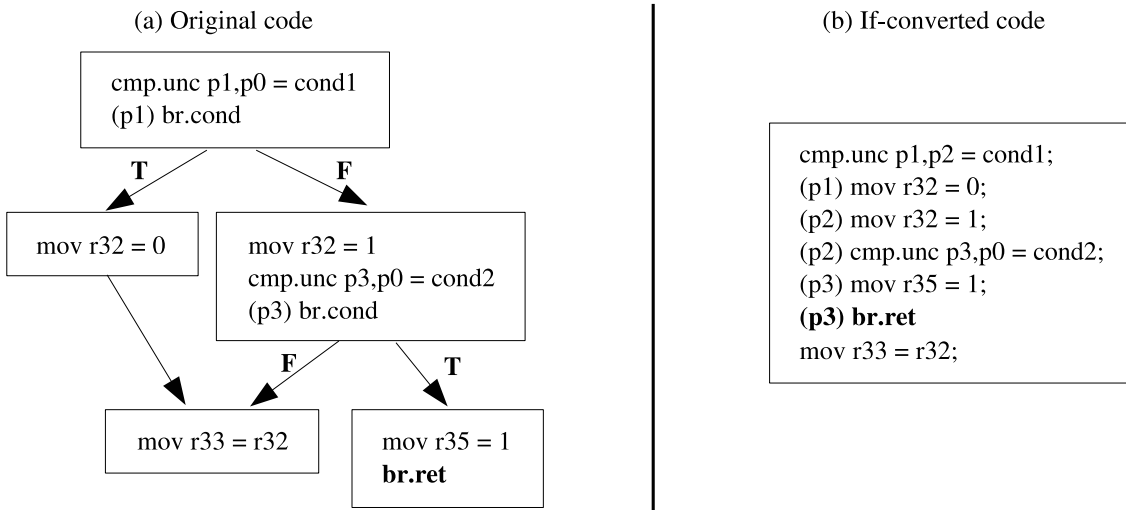 (a) Original code
cmp.unc p1,p0 = cond1
(p1) br.cond
T
F
mov r32 = 0
mov r32 = 1
cmp.unc p3,p0 = cond2
(p3) br.cond
F
T
mov r33 = r32
mov r35 = 1
br.ret
(b) If-converted code
cmp.unc p1,p2 = cond1;
(p1) mov r32 = 0;
(p2) mov r32 = 1;
(p2) cmp.unc p3,p0 = cond2;
(p3) mov r35 = 1;
(p3) br.ret
mov r33 = r32;